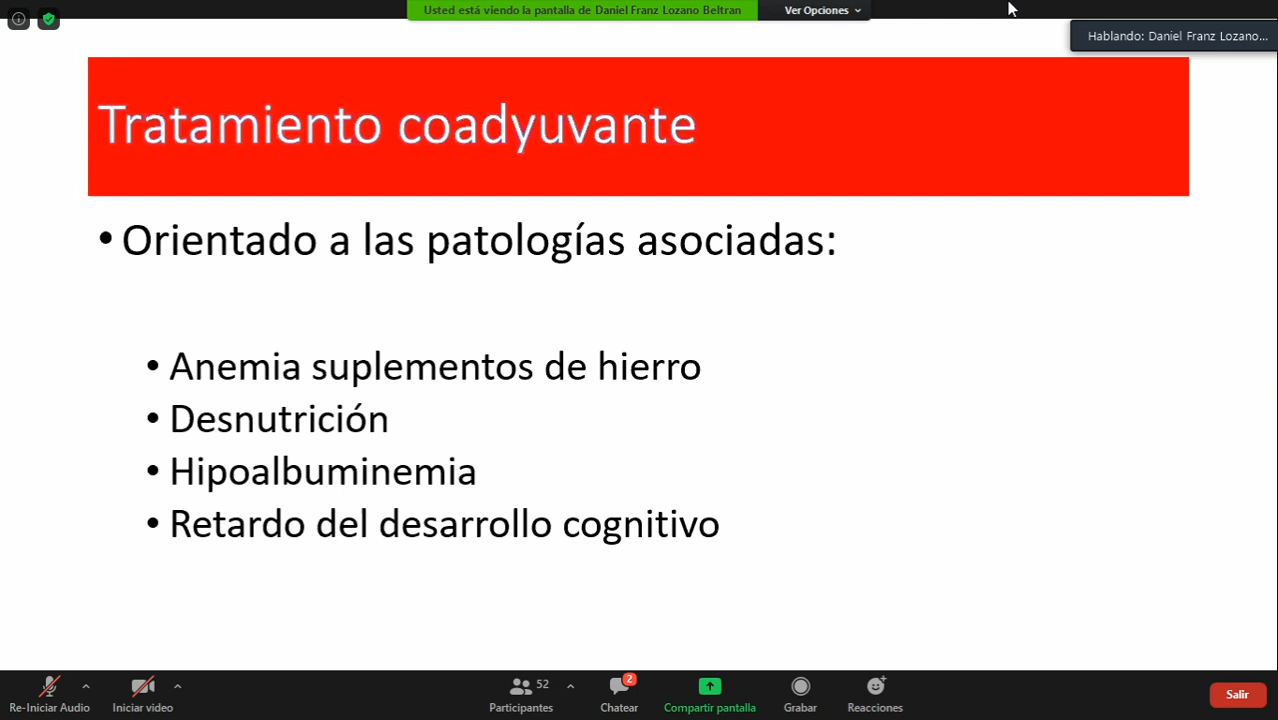 Usted está viendo la pantalla de Daniel Franz Lozano Beltran
Ver Opciones
Hablando: Daniel Franz Lozano...
Tratamiento coadyuvante
• Orientado a las patologías asociadas:
• Anemia suplementos de hierro
• Desnutrición
• Hipoalbuminemia
• Retardo del desarrollo cognitivo
Re-Iniciar Audio
Iniciar video
52
Participantes
2
Chatear
Compartir pantalla
Grabar
Reacciones
Salir